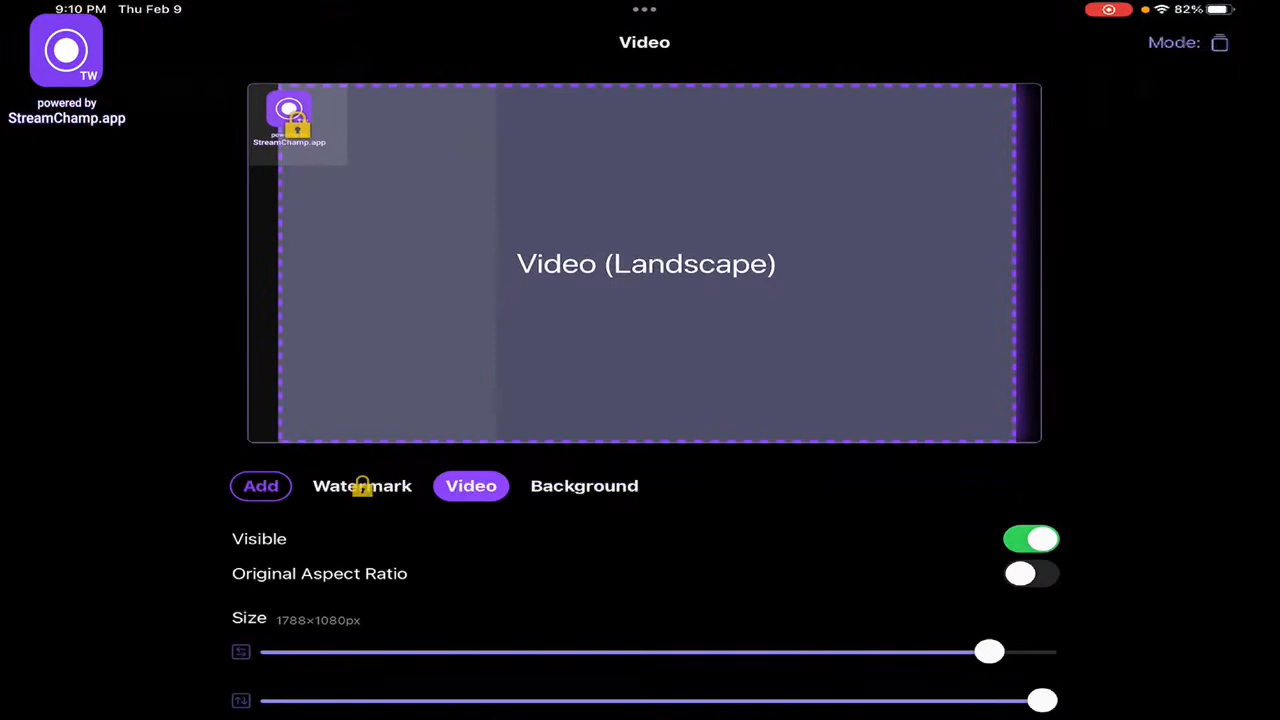 9:10 PM Thu Feb 9
82%
TW
powered by
StreamChamp.app
Video
Mode:
StreamChamp.app
Video (Landscape)
Add Watermark Video Background
Visible
Original Aspect Ratio
Size 1788×1080px